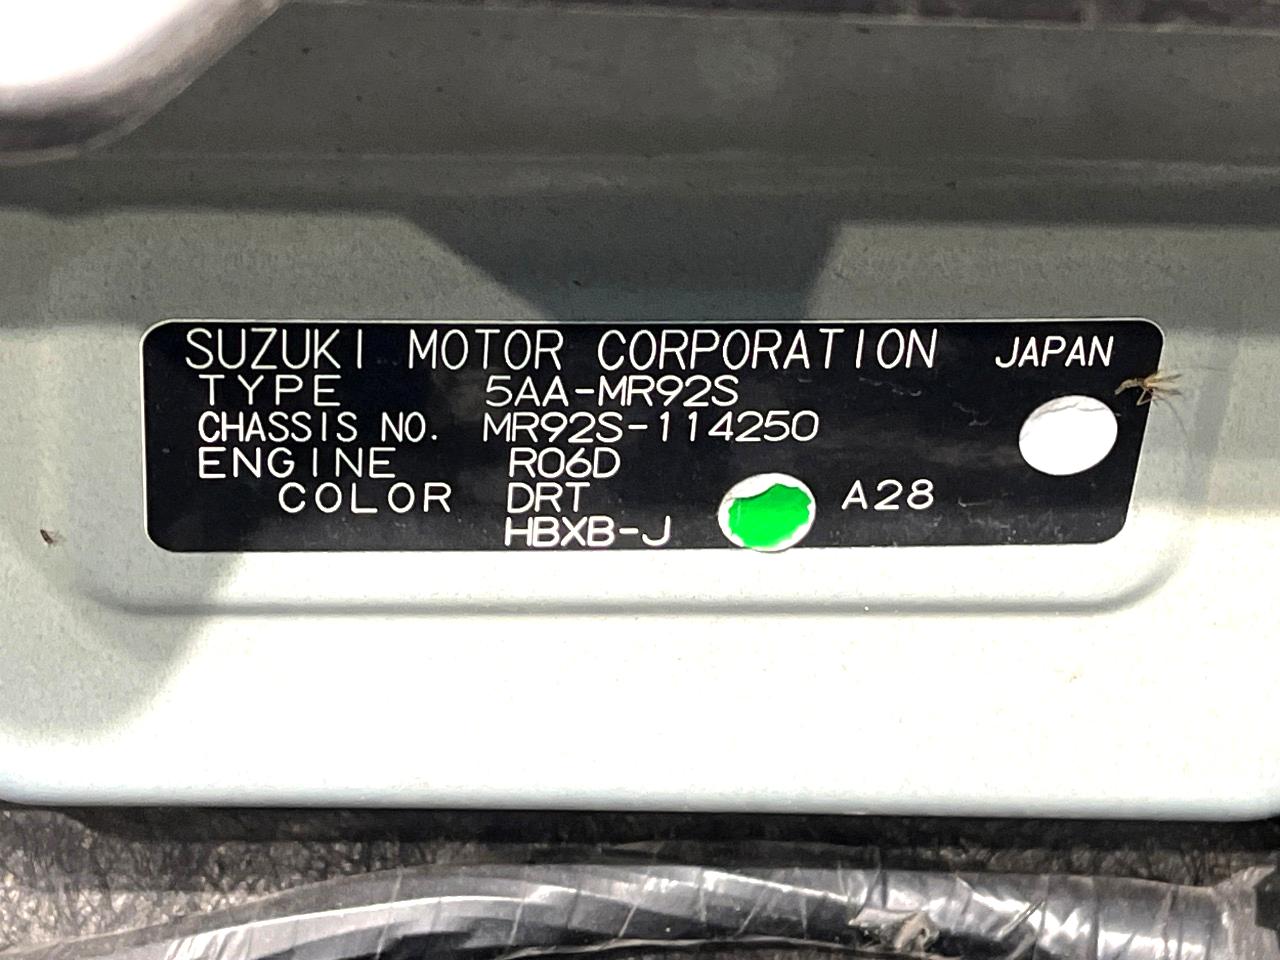 SUZUKI MOTOR CORPORATION JAPAN
TYPE 5AA-MR92S
CHASSIS NO. MR92S-114250
ENGINE R06D
COLOR DRT A28
HBXB-J